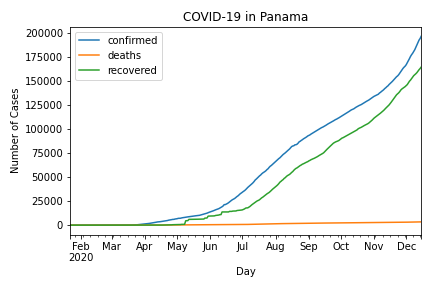 COVID-19 in Panama
200000
175000
150000
125000
100000
75000
50000
25000
0
Number of Cases
confirmed
deaths
recovered
Feb Mar Apr May Jun Jul Aug Sep Oct Nov Dec
2020
Day